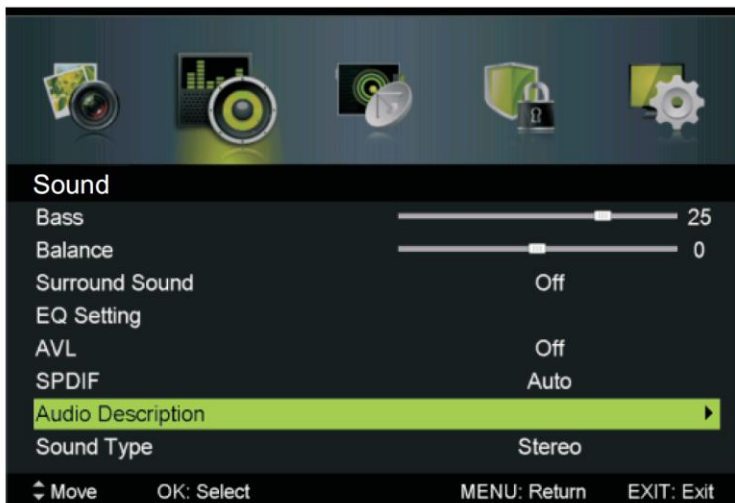 Sound
Bass 25
Balance 0
Surround Sound Off
EQ Setting
AVL Off
SPDIF Auto
Audio Description
Sound Type Stereo
Move OK: Select MENU: Return EXIT: Exit